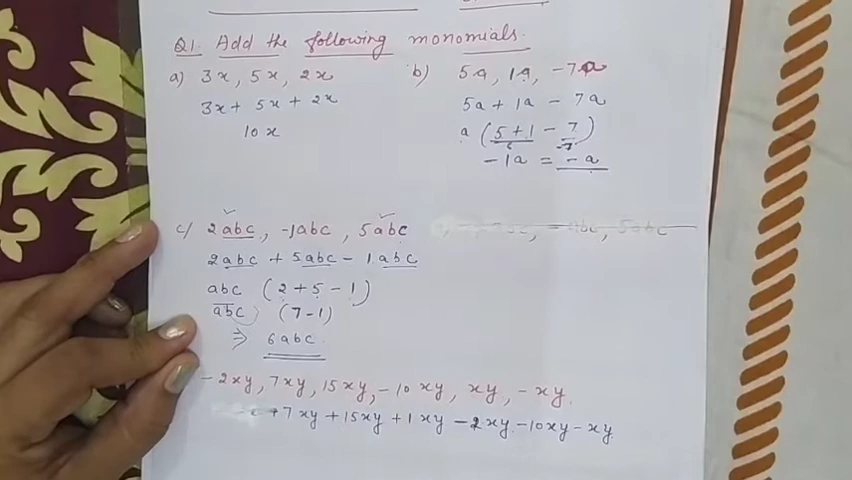 Q1. Add the following monomials.
a) 3x, 5x, 2x
3x + 5x + 2x
10x
b) 5a, 1a, -7a
5a + 1a - 7a
a (5+1 - 7)
6 -7
-1a = -a
c) 2abc, -1abc, 5abc
2abc + 5abc - 1abc
abc (2+5-1)
abc (7-1)
⇒ 6abc
-2xy, 7xy, 15xy, -10xy, xy, -xy.
+7xy + 15xy + 1xy - 2xy - 10xy - xy.